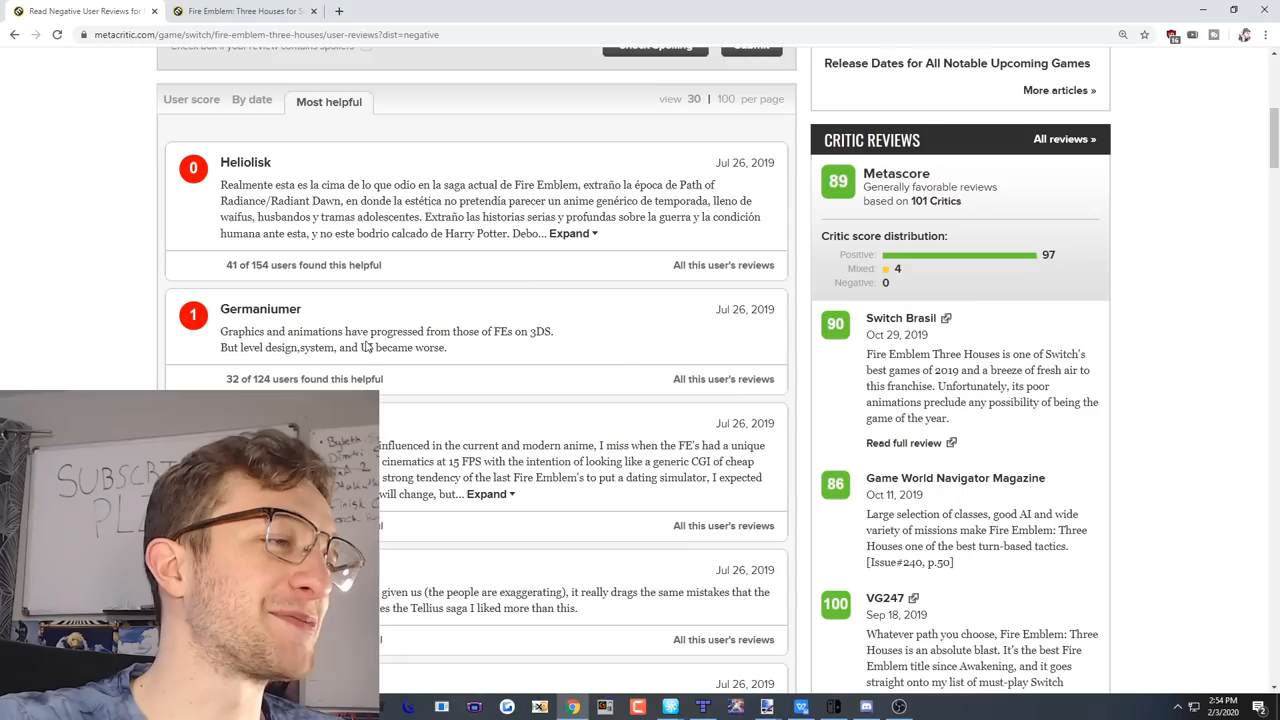 Read Negative User Reviews for
Fire Emblem: Three Houses for S
metacritic.com/game/switch/fire-emblem-three-houses/user-reviews?dist=negative
Check box if your review contains spoilers
Check Spelling
Submit
User score
By date
Most helpful
view 30 | 100 per page
0
Heliolisk
Jul 26, 2019
Realmente esta es la cima de lo que odio en la saga actual de Fire Emblem, extraño la época de Path of
Radiance/Radiant Dawn, en donde la estética no pretendía parecer un anime genérico de temporada, lleno de
waifus, husbandos y tramas adolescentes. Extraño las historias serias y profundas sobre la guerra y la condición
humana ante esta, y no este bodrio calcado de Harry Potter. Debo... Expand
41 of 154 users found this helpful
All this user's reviews
1
Germaniumer
Jul 26, 2019
Graphics and animations have progressed from those of FEs on 3DS.
But level design,system, and became worse.
32 of 124 users found this helpful
All this user's reviews
Jul 26, 2019
influenced in the current and modern anime, I miss when the FE's had a unique
cinematics at 15 FPS with the intention of looking like a generic CGI of cheap
strong tendency of the last Fire Emblem's to put a dating simulator, I expected
will change, but... Expand
All this user's reviews
Jul 26, 2019
given us (the people are exaggerating), it really drags the same mistakes that the
es the Tellius saga I liked more than this.
All this user's reviews
Jul 26, 2019
Release Dates for All Notable Upcoming Games
More articles »
CRITIC REVIEWS
All reviews »
89
Metascore
Generally favorable reviews
based on 101 Critics
Critic score distribution:
Positive: 97
Mixed: 4
Negative: 0
90
Switch Brasil
Oct 29, 2019
Fire Emblem Three Houses is one of Switch's
best games of 2019 and a breeze of fresh air to
this franchise. Unfortunately, its poor
animations preclude any possibility of being the
game of the year.
Read full review
86
Game World Navigator Magazine
Oct 11, 2019
Large selection of classes, good AI and wide
variety of missions make Fire Emblem: Three
Houses one of the best turn-based tactics.
[Issue#240, p.50]
100
VG247
Sep 18, 2019
Whatever path you choose, Fire Emblem: Three
Houses is an absolute blast. It's the best Fire
Emblem title since Awakening, and it goes
straight onto my list of must-play Switch
SUBSCR
PL
Byleth
2:54 PM
2/3/2020